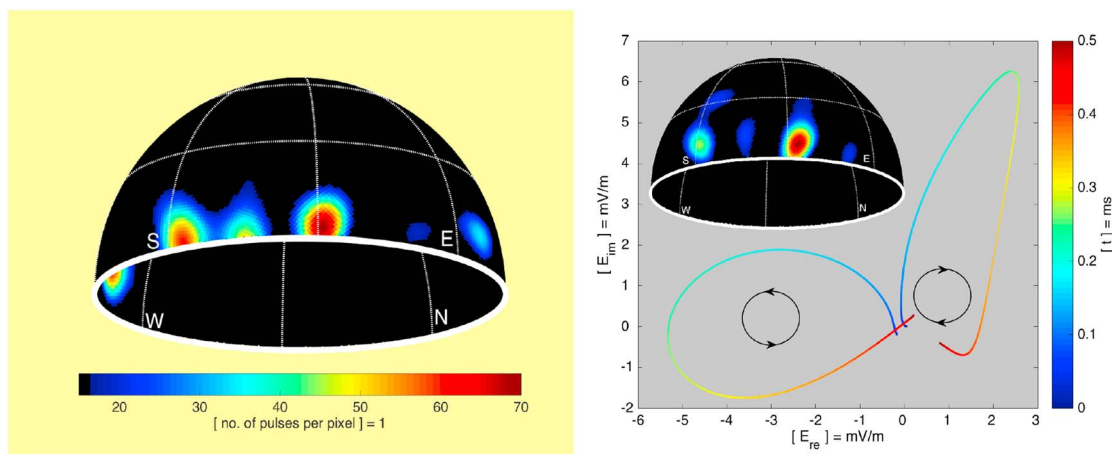 S
E
W
N
20 30 40 50 60 70
[ no. of pulses per pixel ] = 1
7
6
5
4
3
2
1
0
-1
-2
[ E_im ] = mV/m
S
E
W
N
-6 -5 -4 -3 -2 -1 0 1 2 3
[ E_re ] = mV/m
0.5
0.4
0.3
0.2
0.1
0
[ t ] = ms